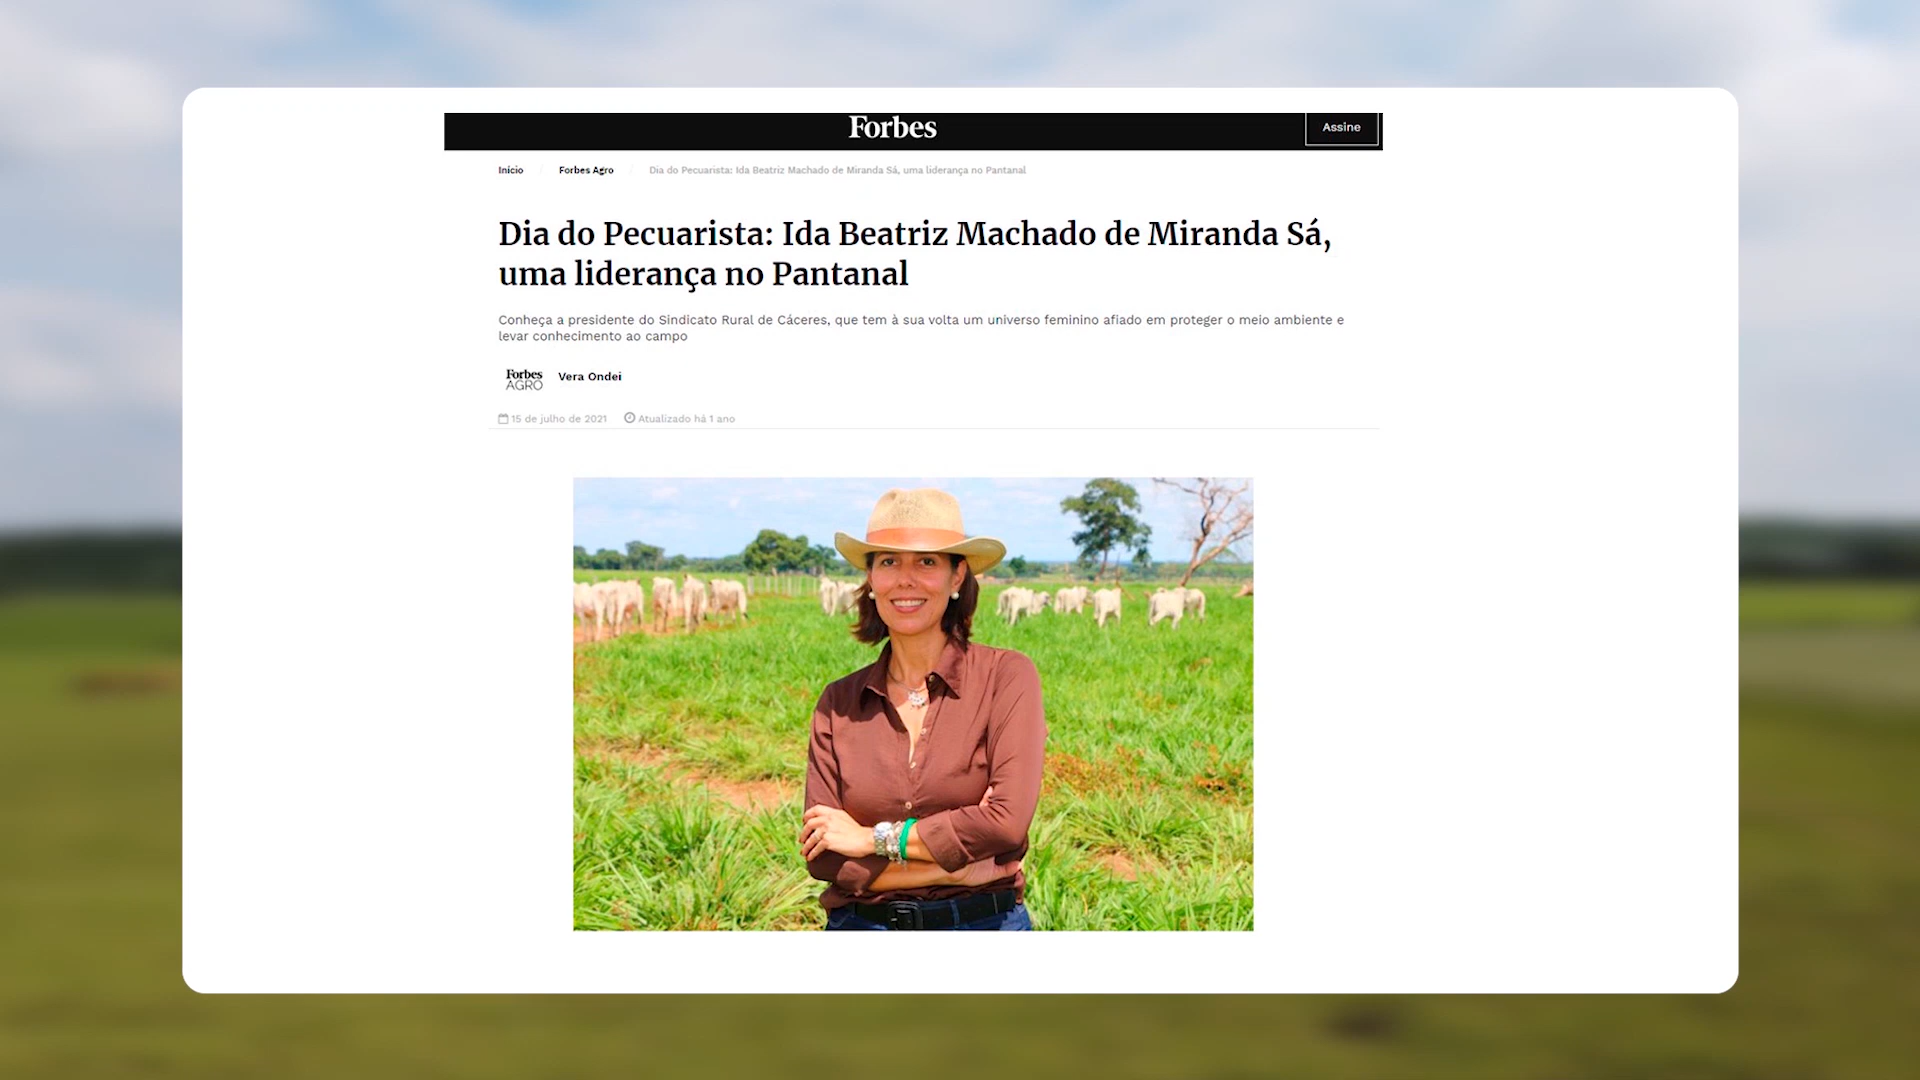 Forbes
Assine
Início / Forbes Agro / Dia do Pecuarista: Ida Beatriz Machado de Miranda Sá, uma liderança no Pantanal
Dia do Pecuarista: Ida Beatriz Machado de Miranda Sá,
uma liderança no Pantanal
Conheça a presidente do Sindicato Rural de Cáceres, que tem à sua volta um universo feminino afiado em proteger o meio ambiente e
levar conhecimento ao campo
Forbes
AGRO
Vera Ondei
15 de julho de 2021
Atualizado há 1 ano